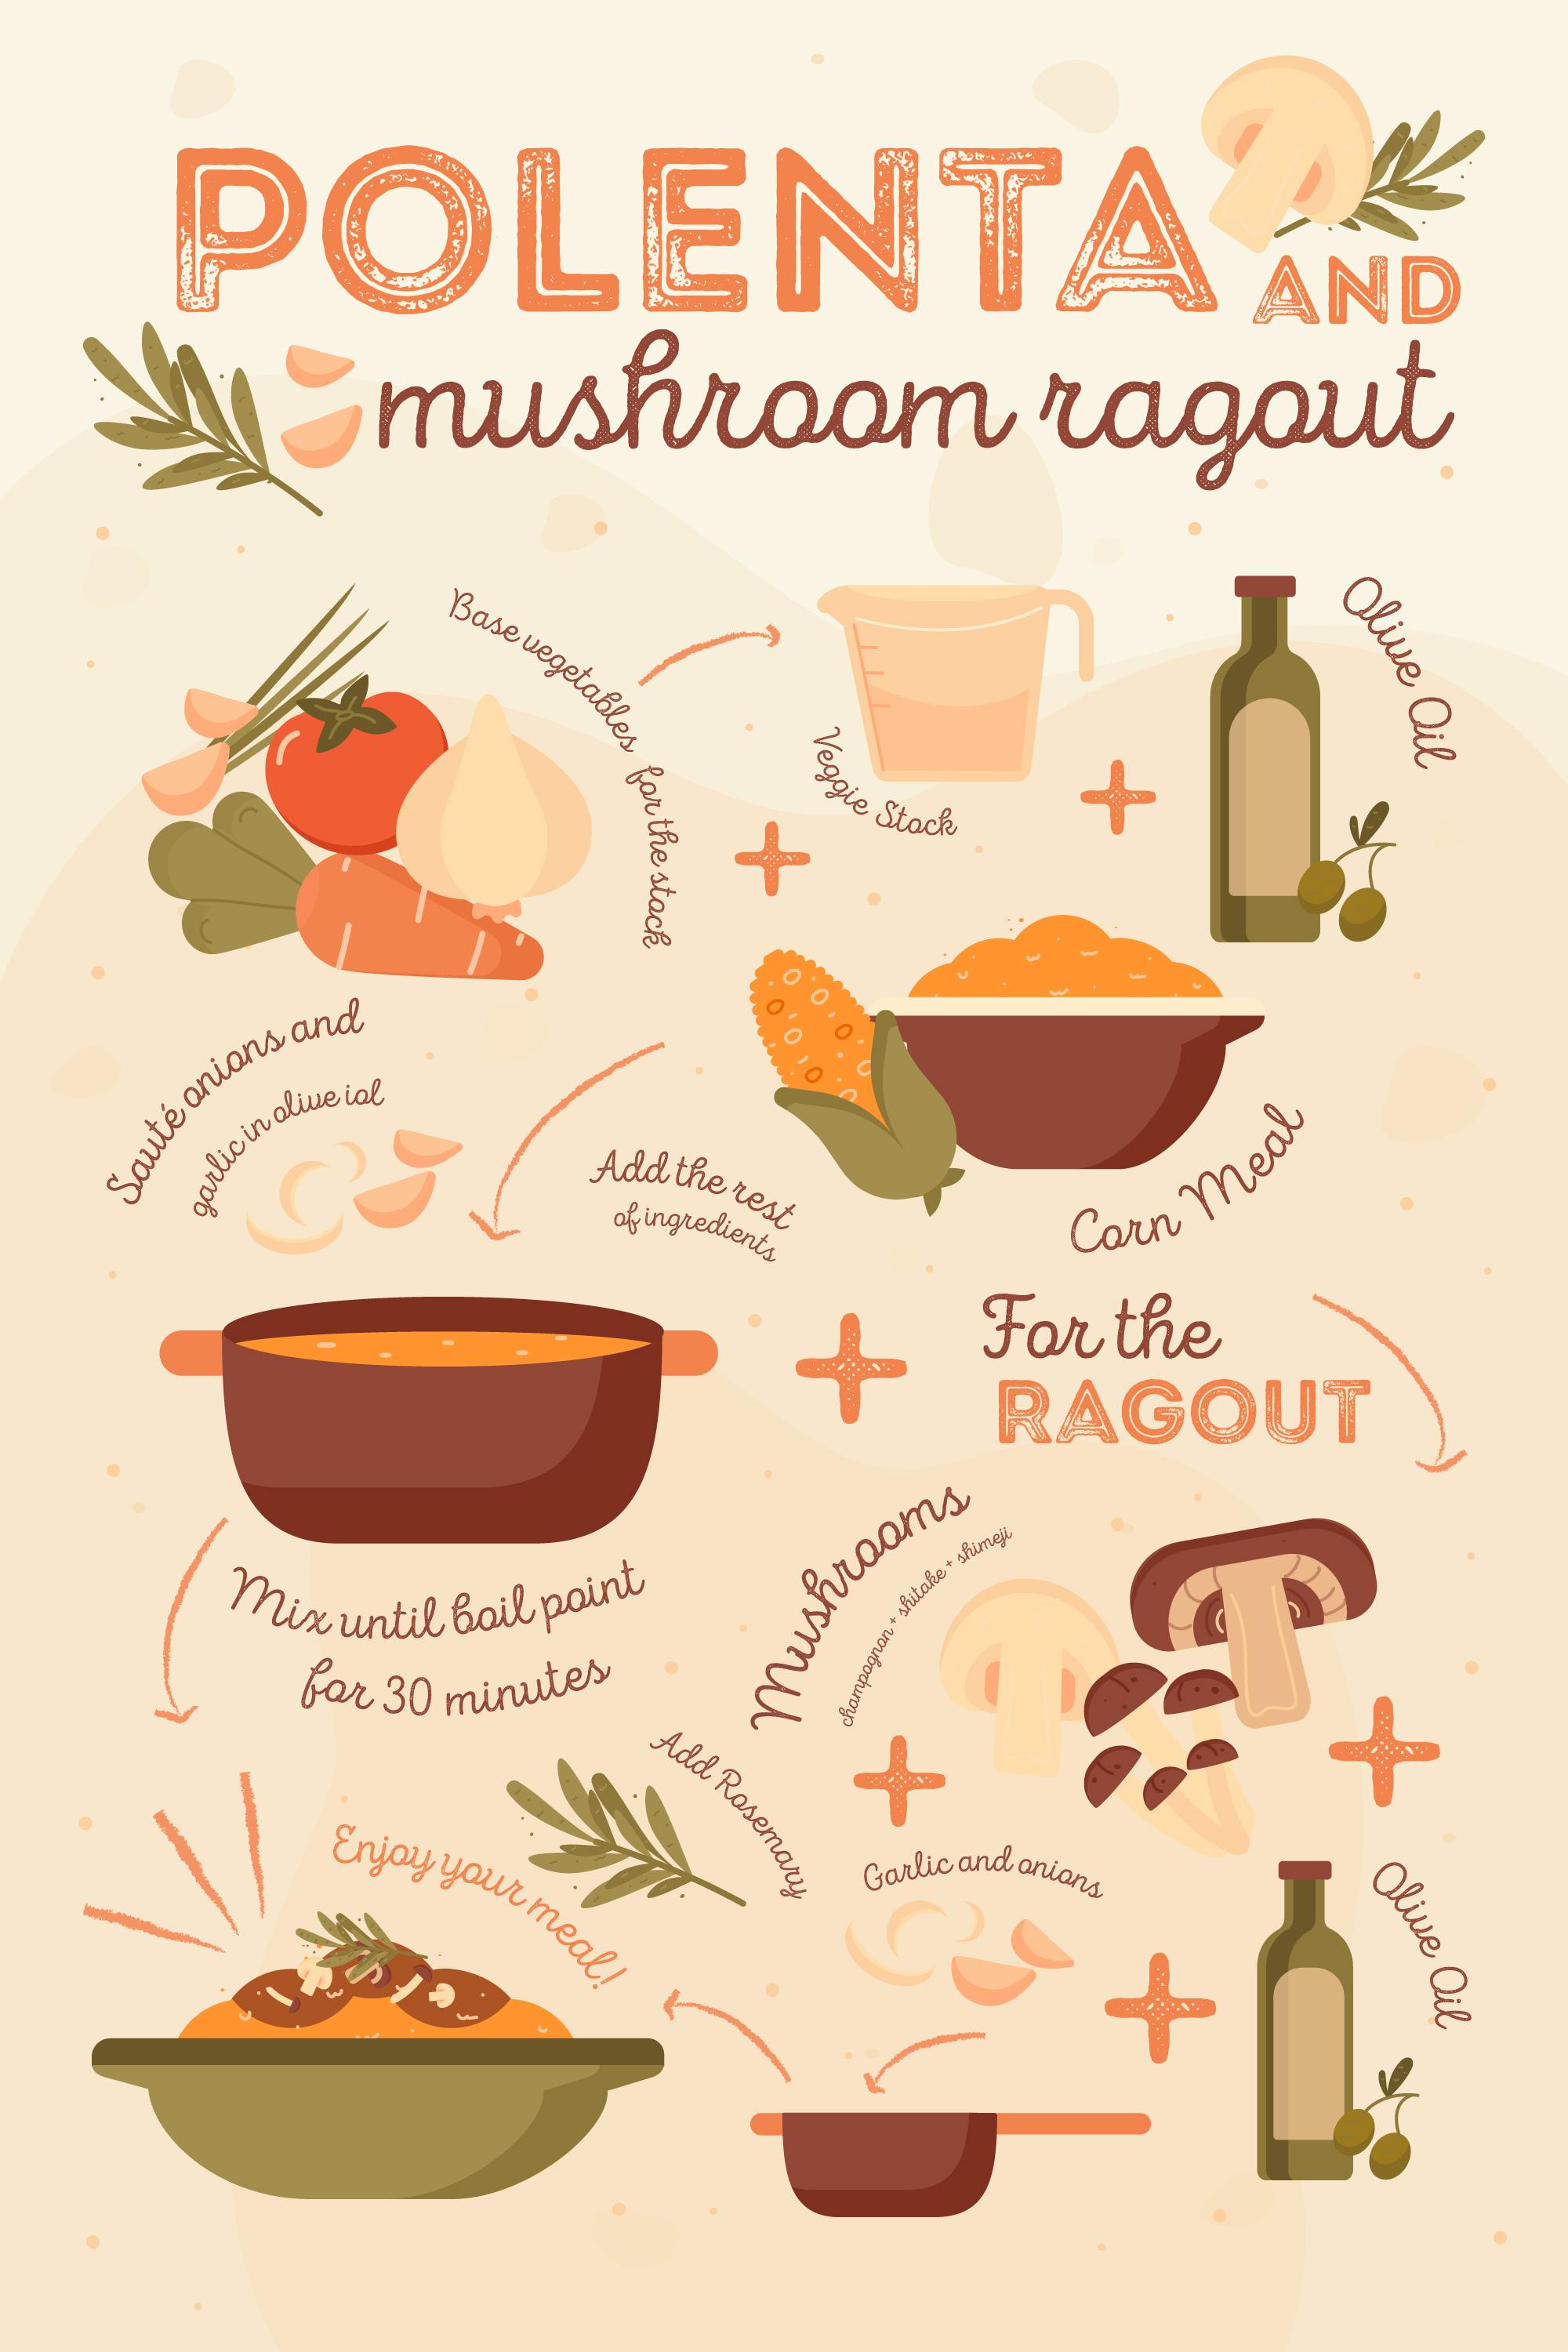 POLENTA
AND
mushroom ragout
Base vegetables for the stock
Veggie Stock
Olive Oil
Sauté onions and
garlic in olive iol
Add the rest
of ingredients
Corn Meal
For the
RAGOUT
Mix until boil point
for 30 minutes
Mushrooms
champognon + shitake + shimeji
Add Rosemary
Garlic and onions
Olive Oil
Enjoy your meal!